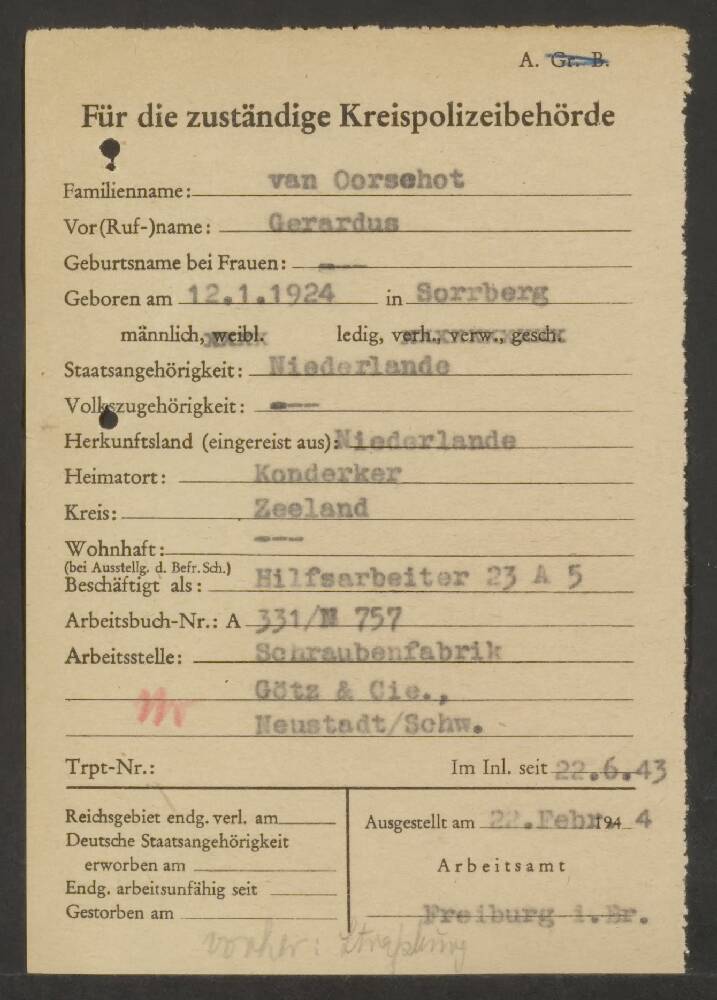 A. Gr. B.
Für die zuständige Kreispolizeibehörde
Familienname: van Oorschot
Vor(Ruf-)name: Gerardus
Geburtsname bei Frauen: ---
Geboren am 12.1.1924 in Sorrberg
männlich, weibl. ledig, verh., verw., gesch.
Staatsangehörigkeit: Niederlande
Volkszugehörigkeit: ---
Herkunftsland (eingereist aus): Niederlande
Heimatort: Konderker
Kreis: Zeeland
Wohnhaft: ---
(bei Ausstellg. d. Befr. Sch.)
Beschäftigt als: Hilfsarbeiter 23 A 5
Arbeitsbuch-Nr.: A 331/N 757
Arbeitsstelle: Schraubenfabrik
Götz & Cie.,
Neustadt/Schw.
Trpt-Nr.: Im Inl. seit 22.6.43
Reichsgebiet endg. verl. am
Deutsche Staatsangehörigkeit
erworben am
Endg. arbeitsunfähig seit
Gestorben am
Ausgestellt am 22.Febr. 194 4
Arbeitsamt
Freiburg i.Br.
vorher: Straßburg